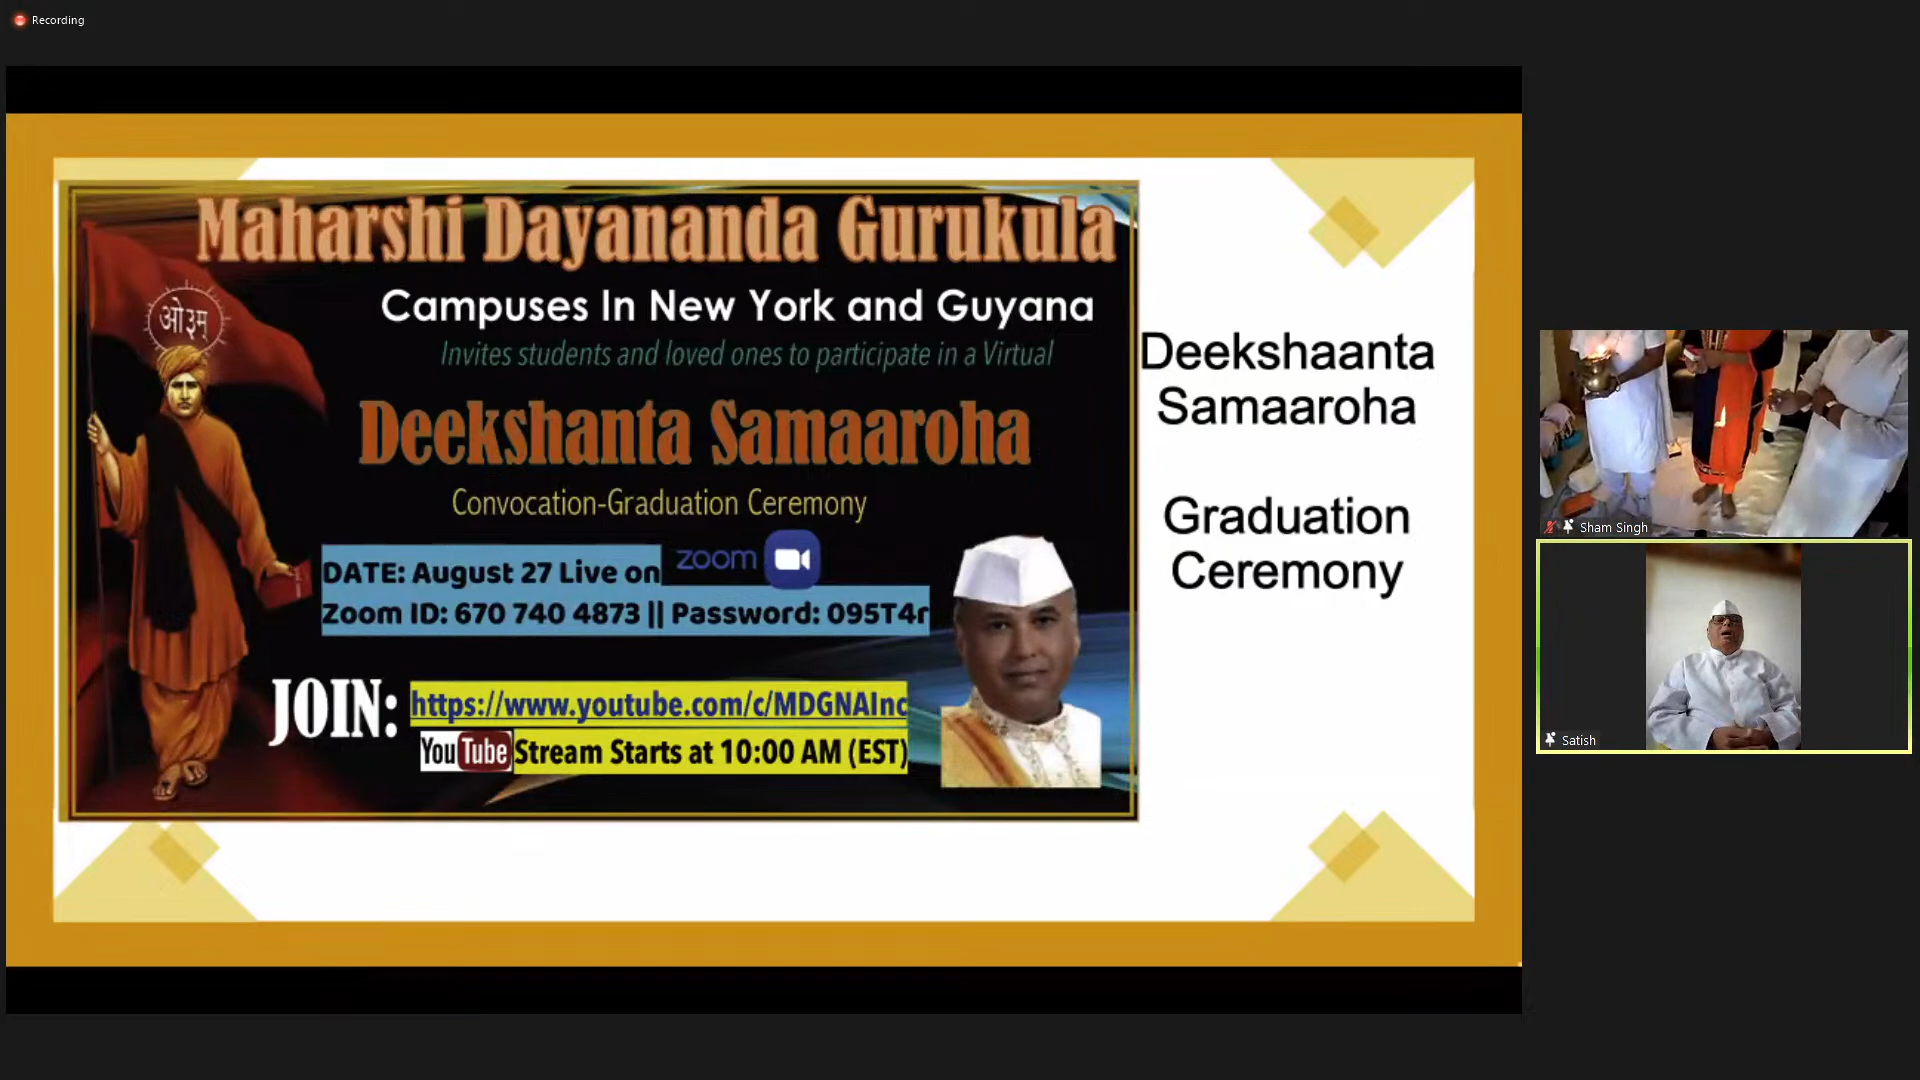 Recording
Maharshi Dayananda Gurukula
Campuses In New York and Guyana
Invites students and loved ones to participate in a Virtual
ओ३म्
Deekshanta Samaaroha
Convocation-Graduation Ceremony
DATE: August 27 Live on zoom
Zoom ID: 670 740 4873 || Password: 095T4r
JOIN: https://www.youtube.com/c/MDGNAInc
YouTube Stream Starts at 10:00 AM (EST)
Deekshaanta
Samaaroha
Graduation
Ceremony
Sham Singh
Satish